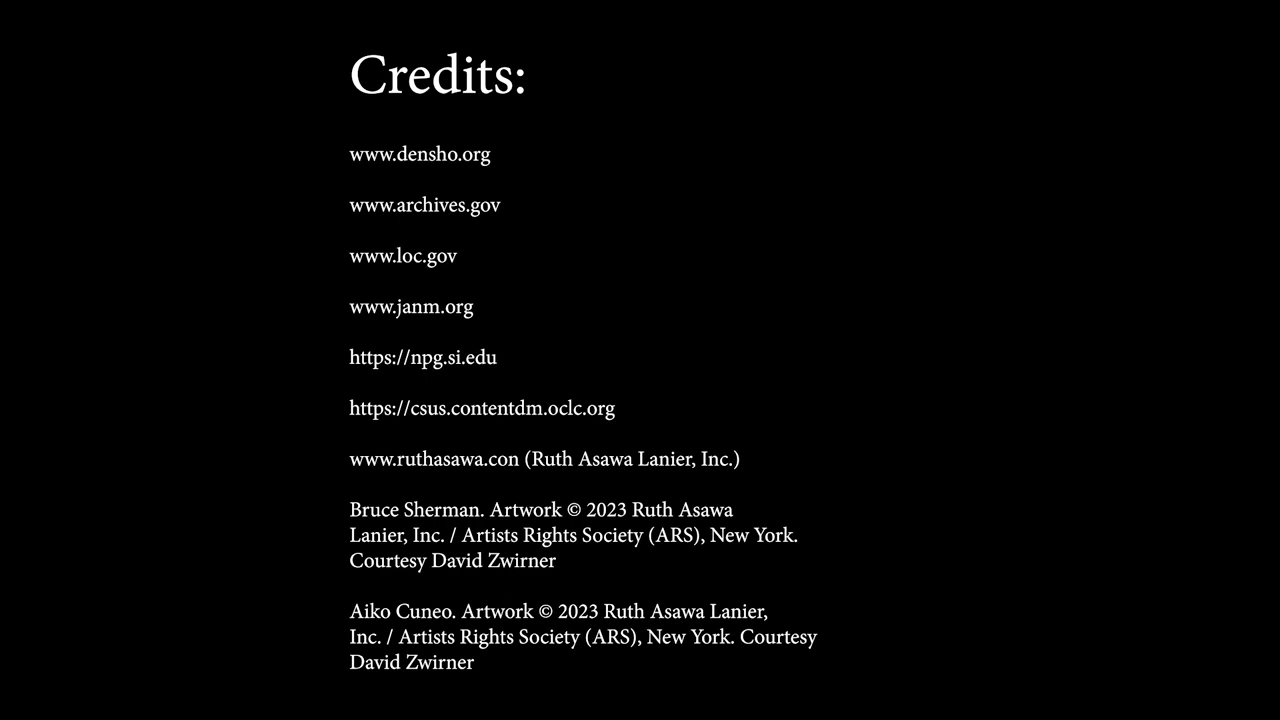 Credits:
www.densho.org
www.archives.gov
www.loc.gov
www.janm.org
https://npg.si.edu
https://csus.contentdm.oclc.org
www.ruthasawa.con (Ruth Asawa Lanier, Inc.)
Bruce Sherman. Artwork © 2023 Ruth Asawa
Lanier, Inc. / Artists Rights Society (ARS), New York.
Courtesy David Zwirner
Aiko Cuneo. Artwork © 2023 Ruth Asawa Lanier,
Inc. / Artists Rights Society (ARS), New York. Courtesy
David Zwirner